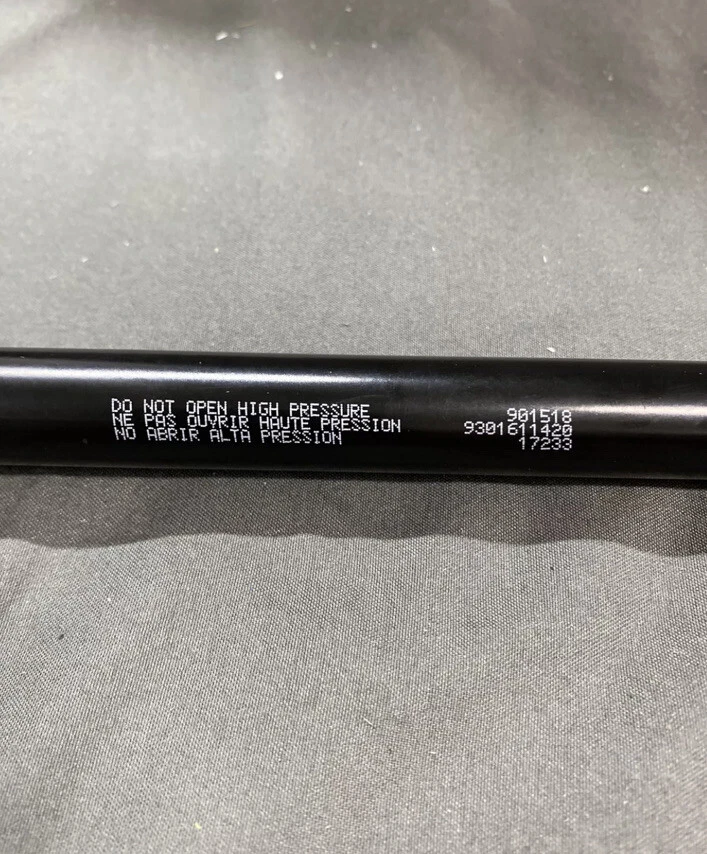 DO NOT OPEN HIGH PRESSURE
NE PAS OUVRIR HAUTE PRESSION
NO ABRIR ALTA PRESSION
901518
9301611420
17233